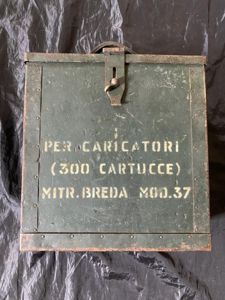 PER CARICATORI
(300 CARTUCCE)
MITR. BREDA MOD. 37